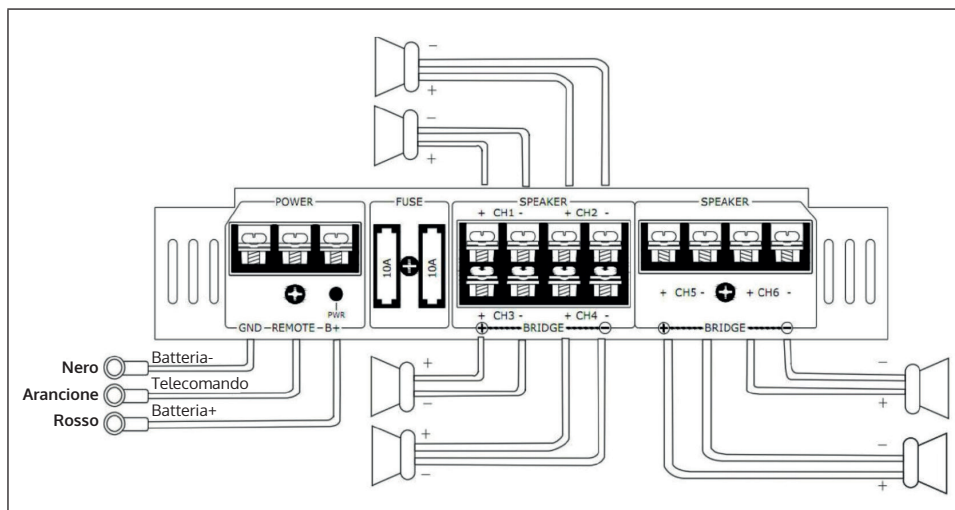 -
+
-
+
POWER FUSE SPEAKER SPEAKER
+ CH1 - + CH2 -
10A 10A
+ CH5 - + CH6 -
PWR
+ CH3 - + CH4 -
GND -REMOTE -B+ + BRIDGE - + BRIDGE -
Nero Batteria-
Arancione Telecomando
Rosso Batteria+
+
-
+
-
-
+
-
+